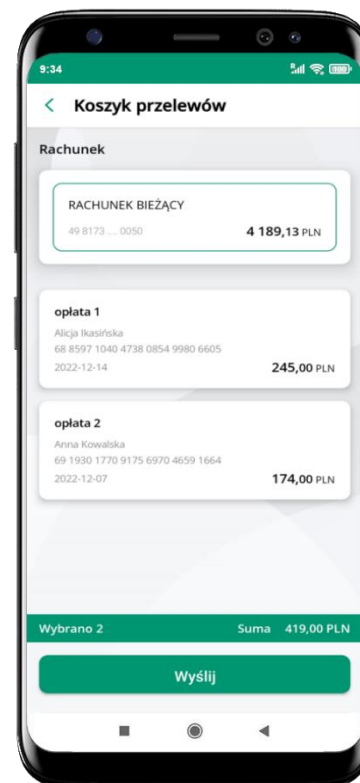 9:34
Koszyk przelewów
Rachunek
RACHUNEK BIEŻĄCY
49 8173 ... 0050 4 189,13 PLN
opłata 1
Alicja Ikasińska
68 8597 1040 4738 0854 9980 6605
2022-12-14 245,00 PLN
opłata 2
Anna Kowalska
69 1930 1770 9175 6970 4659 1664
2022-12-07 174,00 PLN
Wybrano 2 Suma 419,00 PLN
Wyślij